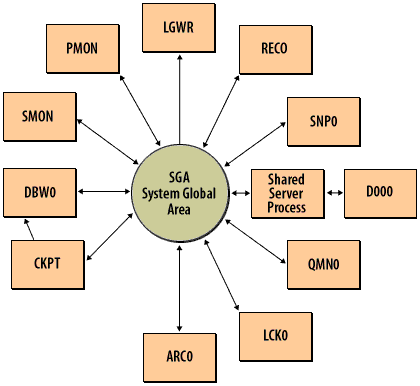 LGWR
PMON
RECO
SMON
SNP0
SGA
System Global
Area
DBW0
Shared
Server
Process
D000
CKPT
QMN0
LCK0
ARC0